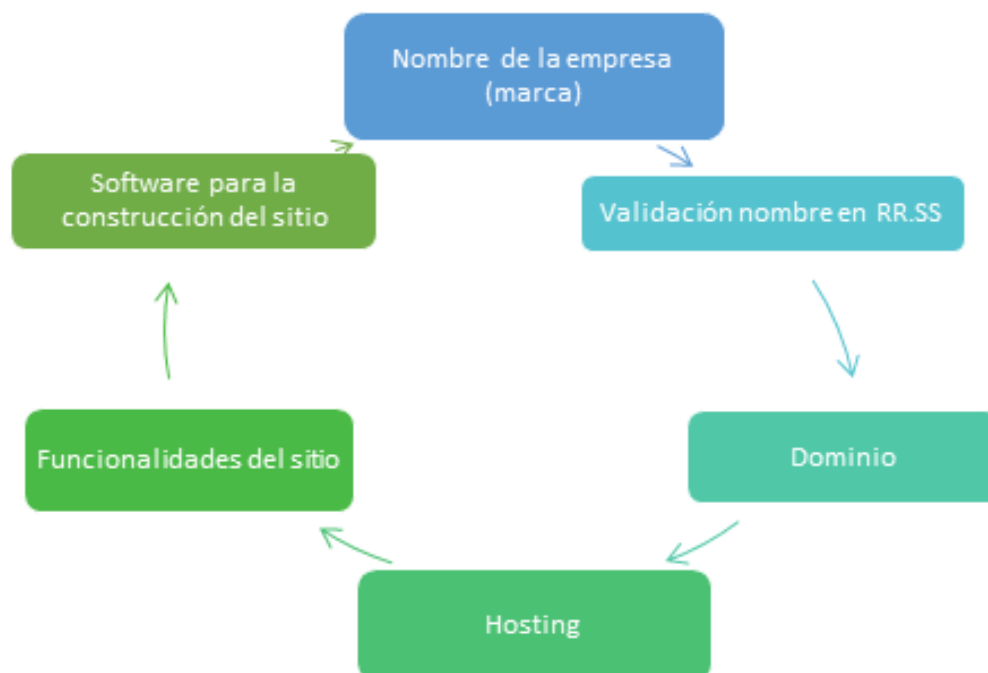 Nombre de la empresa
(marca)
Validación nombre en RR.SS
Dominio
Hosting
Funcionalidades del sitio
Software para la
construcción del sitio